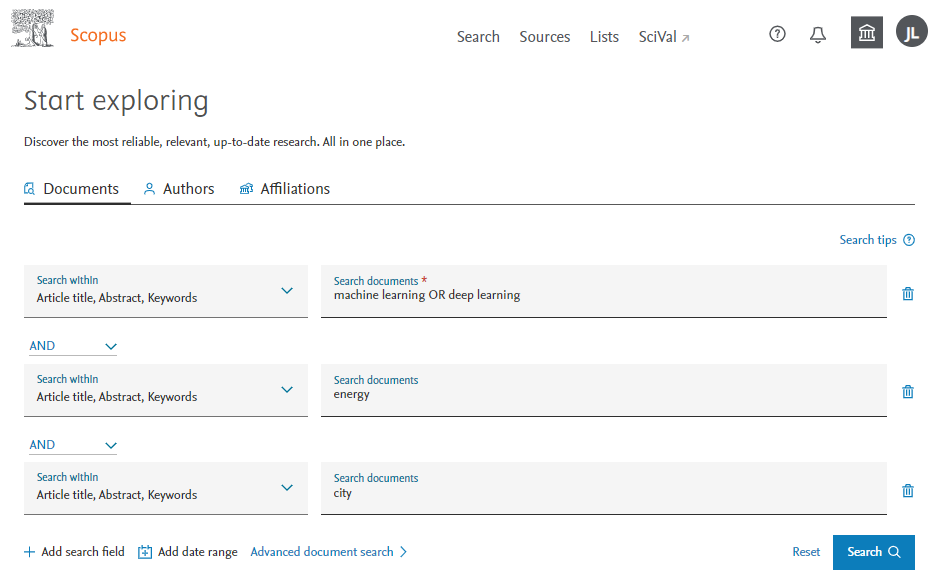 Scopus
Search Sources Lists SciVal ↗
JL
Start exploring
Discover the most reliable, relevant, up-to-date research. All in one place.
Documents Authors Affiliations
Search tips
Search within
Article title, Abstract, Keywords
Search documents *
machine learning OR deep learning
AND
Search within
Article title, Abstract, Keywords
Search documents
energy
AND
Search within
Article title, Abstract, Keywords
Search documents
city
+ Add search field Add date range Advanced document search > Reset Search